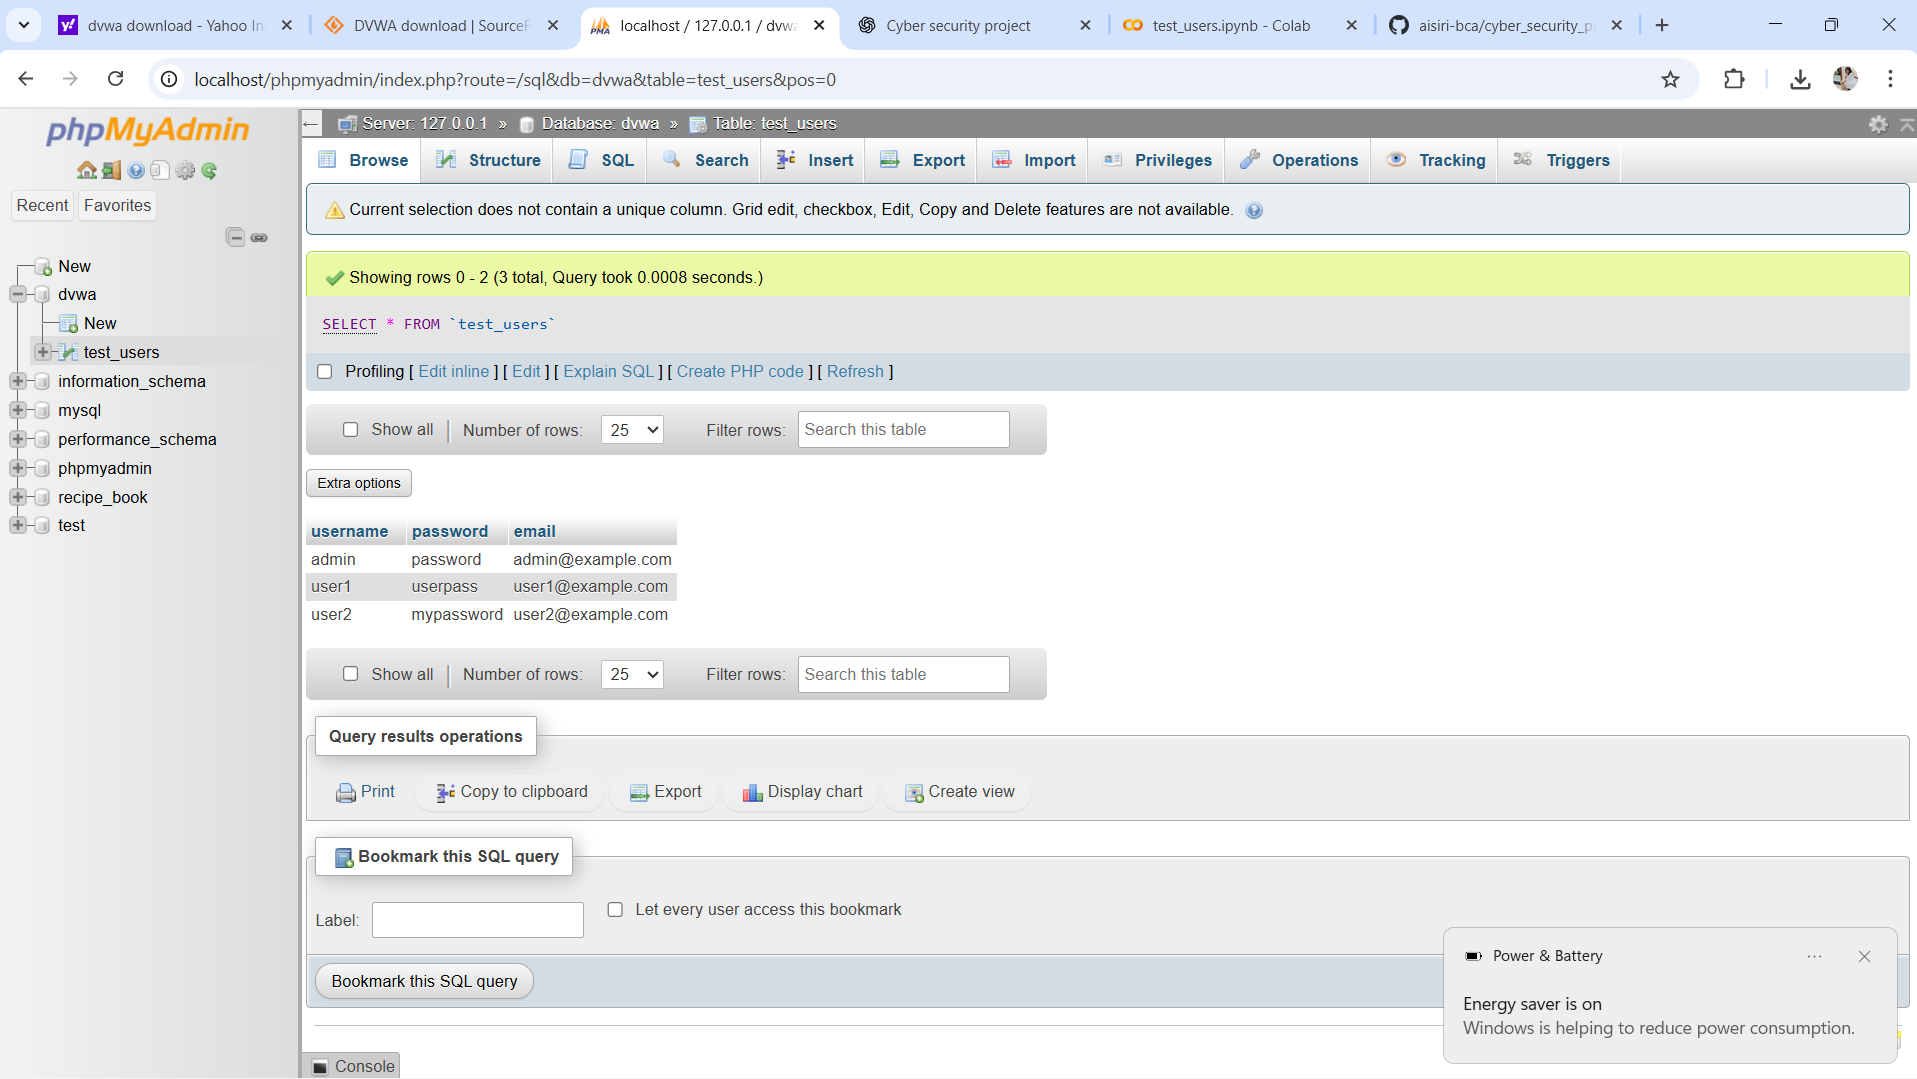 dvwa download - Yahoo In
DVWA download | SourceF
localhost / 127.0.0.1 / dvwa
Cyber security project
test_users.ipynb - Colab
aisiri-bca/cyber_security_p
localhost/phpmyadmin/index.php?route=/sql&db=dvwa&table=test_users&pos=0
phpMyAdmin
Recent
Favorites
New
dvwa
New
test_users
information_schema
mysql
performance_schema
phpmyadmin
recipe_book
test
Server: 127.0.0.1 » Database: dvwa » Table: test_users
Browse Structure SQL Search Insert Export Import Privileges Operations Tracking Triggers
Current selection does not contain a unique column. Grid edit, checkbox, Edit, Copy and Delete features are not available.
Showing rows 0 - 2 (3 total, Query took 0.0008 seconds.)
SELECT * FROM `test_users`
Profiling [ Edit inline ] [ Edit ] [ Explain SQL ] [ Create PHP code ] [ Refresh ]
Show all | Number of rows: 25 Filter rows: Search this table
Extra options
username password email
admin password admin@example.com
user1 userpass user1@example.com
user2 mypassword user2@example.com
Show all | Number of rows: 25 Filter rows: Search this table
Query results operations
Print Copy to clipboard Export Display chart Create view
Bookmark this SQL query
Label: Let every user access this bookmark
Bookmark this SQL query
Console
Power & Battery
Energy saver is on
Windows is helping to reduce power consumption.